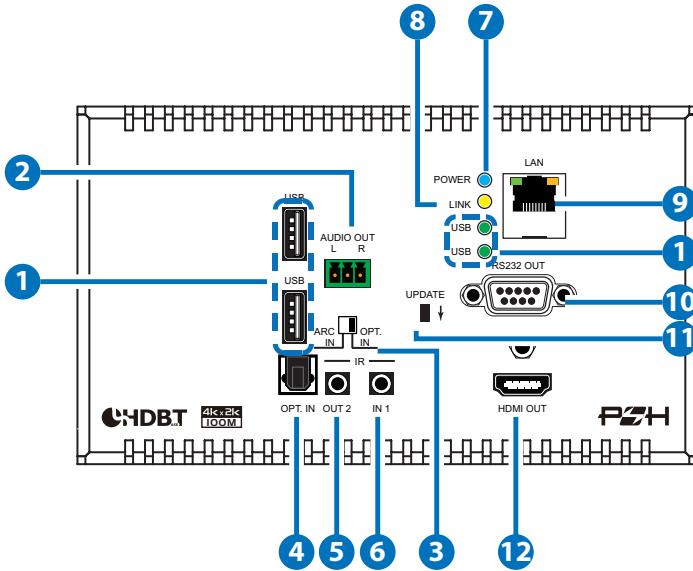 8
7
2
LAN
POWER
USB
LINK
9
AUDIO OUT
L R
USB
1
USB
1
USB
RS232 OUT
UPDATE
10
ARC IN
OPT. IN
11
IR
OPT. IN
OUT 2
IN 1
HDMI OUT
HDBT
4K x 2K
100M
PSH
4
5
6
3
12